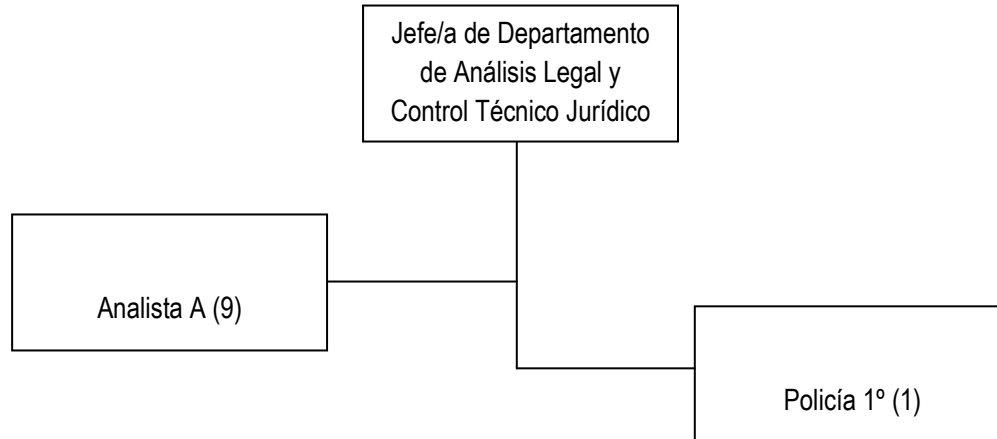 Jefe/a de Departamento
de Análisis Legal y
Control Técnico Jurídico
Analista A (9)
Policía 1º (1)